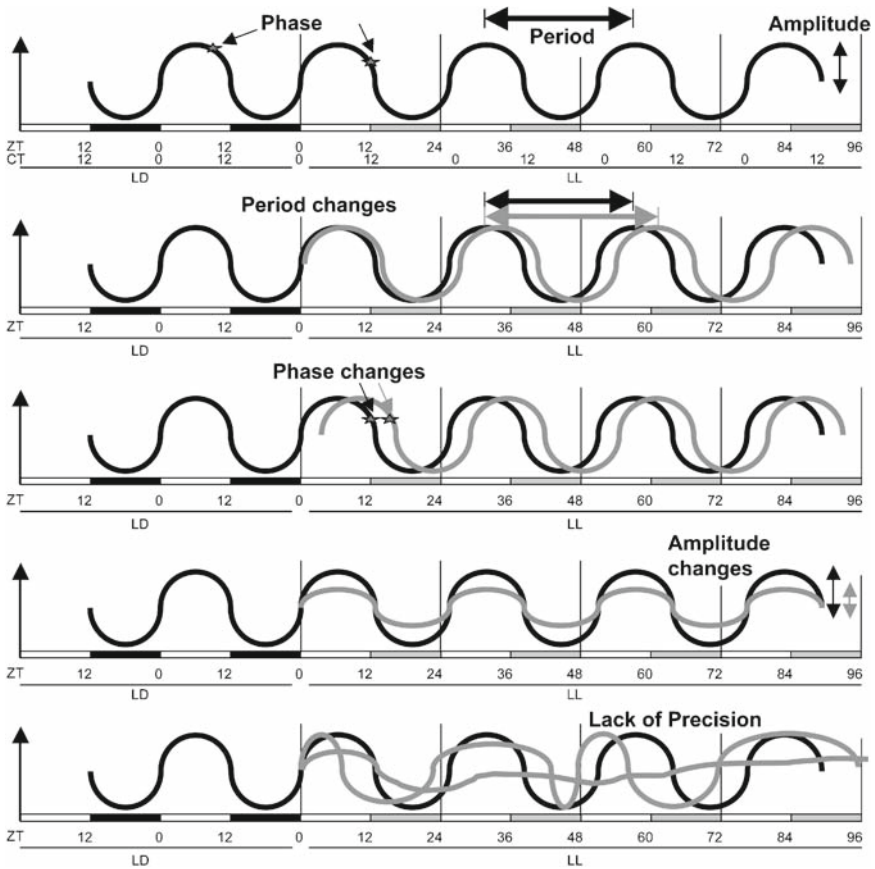 Phase
Period
Amplitude
ZT 12 0 12 0 12 24 36 48 60 72 84 96
CT 12 0 12 0 12 0 12 0 12 0 12
LD LL
Period changes
ZT 12 0 12 0 12 24 36 48 60 72 84 96
LD LL
Phase changes
ZT 12 0 12 0 12 24 36 48 60 72 84 96
LD LL
Amplitude
changes
ZT 12 0 12 0 12 24 36 48 60 72 84 96
LD LL
Lack of Precision
ZT 12 0 12 0 12 24 36 48 60 72 84 96
LD LL